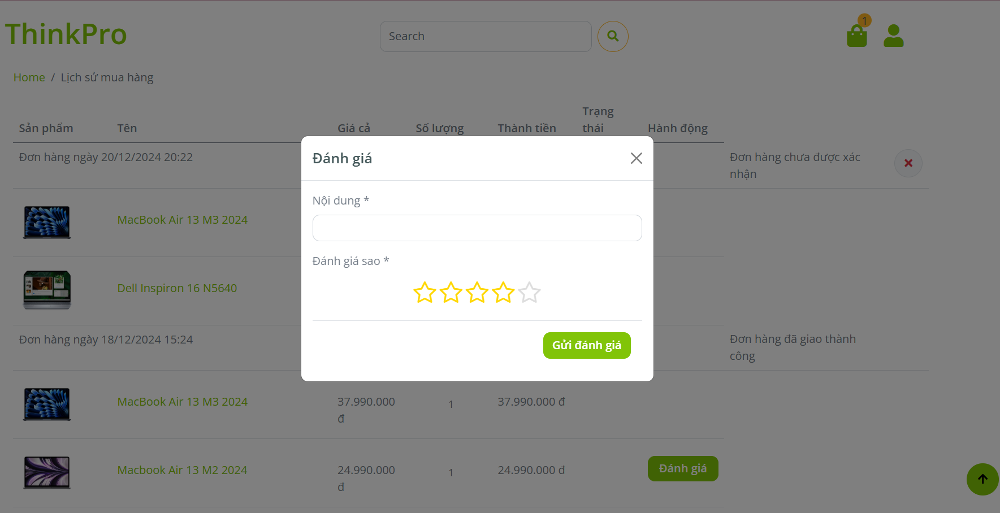 ThinkPro
Search
1
Home / Lịch sử mua hàng
Sản phẩm Tên Giá cả Số lượng Thành tiền Trạng thái Hành động
Đơn hàng ngày 20/12/2024 20:22
Đơn hàng chưa được xác
nhận
MacBook Air 13 M3 2024
Dell Inspiron 16 N5640
Đánh giá
Nội dung *
Đánh giá sao *
Gửi đánh giá
Đơn hàng ngày 18/12/2024 15:24
Đơn hàng đã giao thành
công
MacBook Air 13 M3 2024 37.990.000 đ 1 37.990.000 đ
Macbook Air 13 M2 2024 24.990.000 đ 1 24.990.000 đ Đánh giá